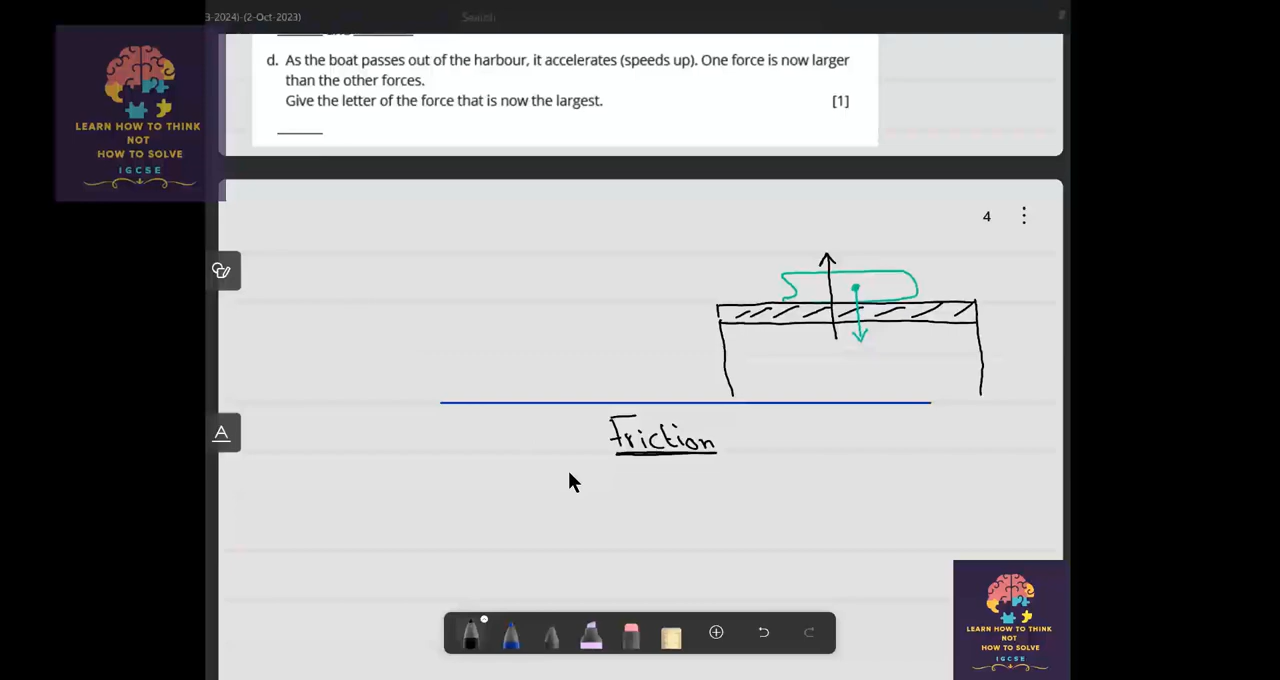 3-2024)-(2-Oct-2023)
Search
LEARN HOW TO THINK
NOT
HOW TO SOLVE
IGCSE
d. As the boat passes out of the harbour, it accelerates (speeds up). One force is now larger
than the other forces.
Give the letter of the force that is now the largest. [1]
4
A
Friction
LEARN HOW TO THINK
NOT
HOW TO SOLVE
IGCSE